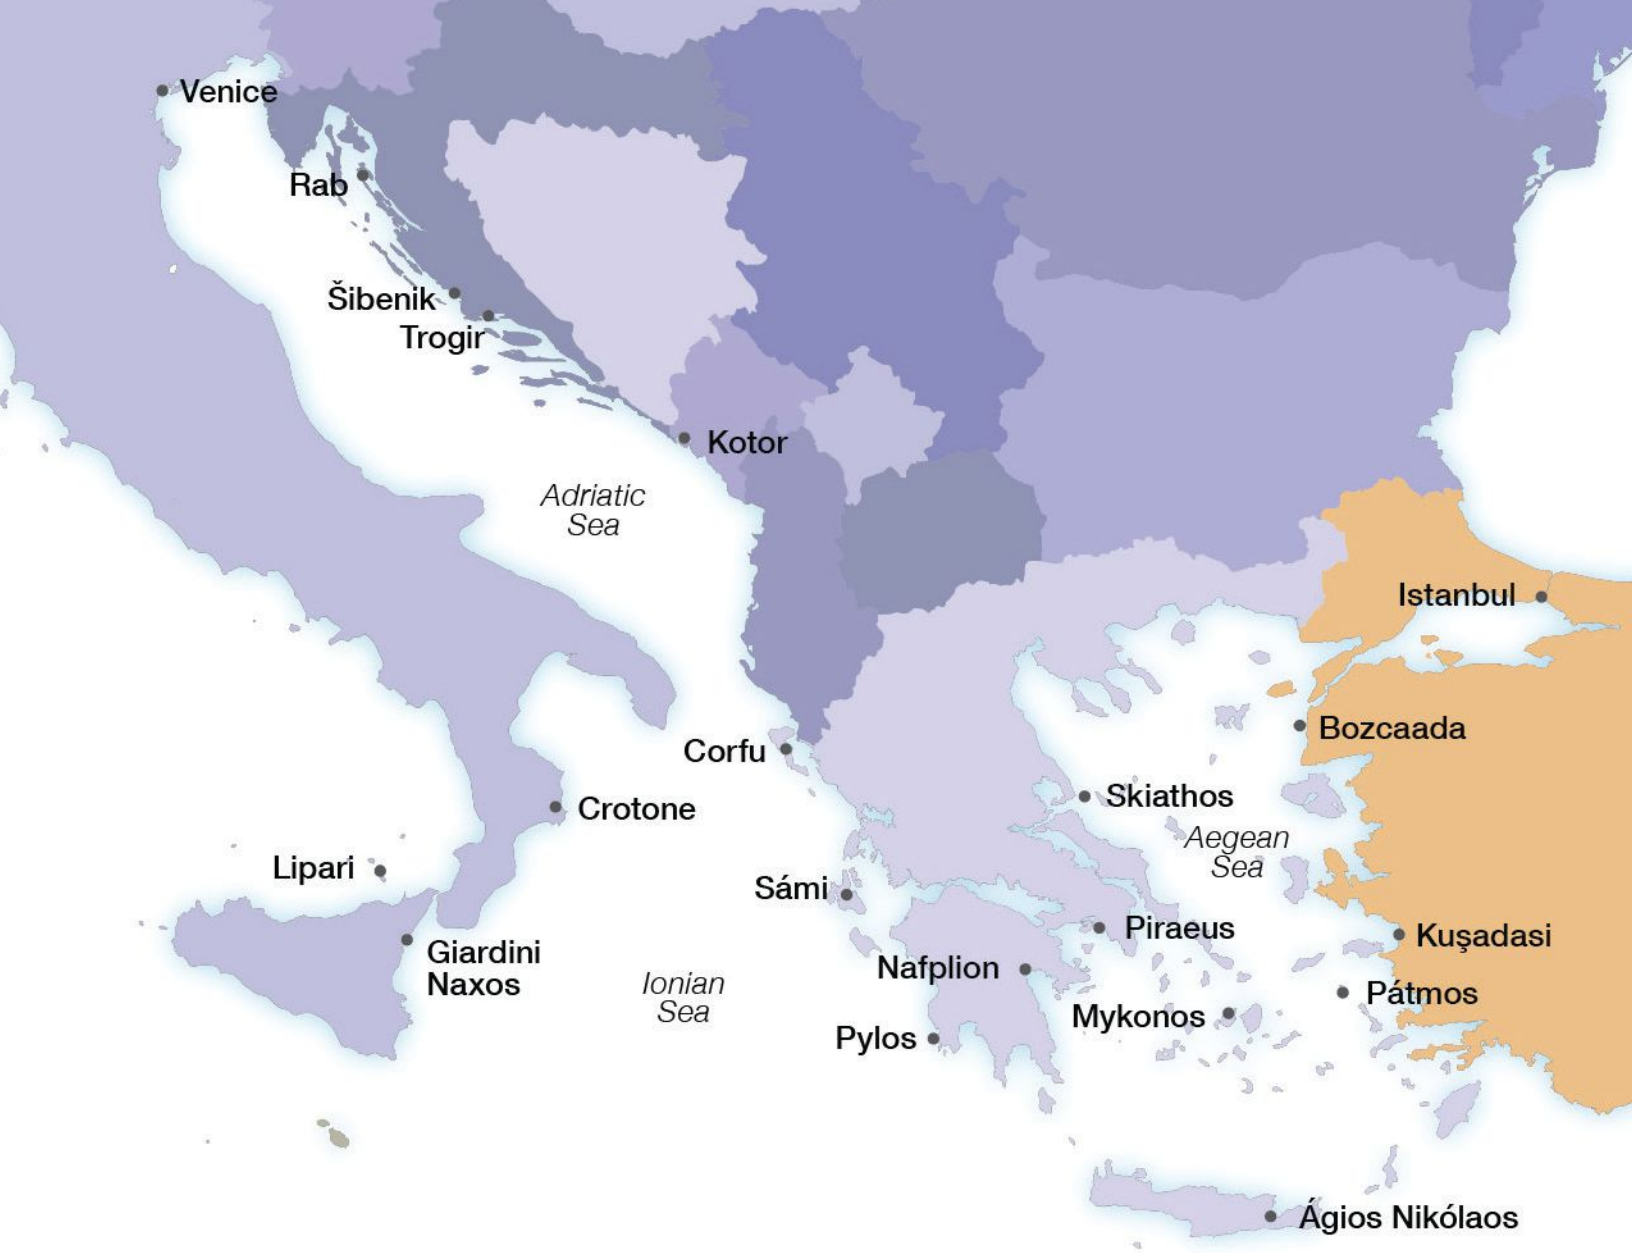 Venice
Rab
Šibenik
Trogir
Kotor
Adriatic
Sea
Istanbul
Bozcaada
Corfu
Skiathos
Crotone
Aegean
Sea
Lipari
Sámi
Piraeus
Kuşadasi
Giardini
Naxos
Nafplion
Ionian
Sea
Pátmos
Mykonos
Pylos
Ágios Nikólaos